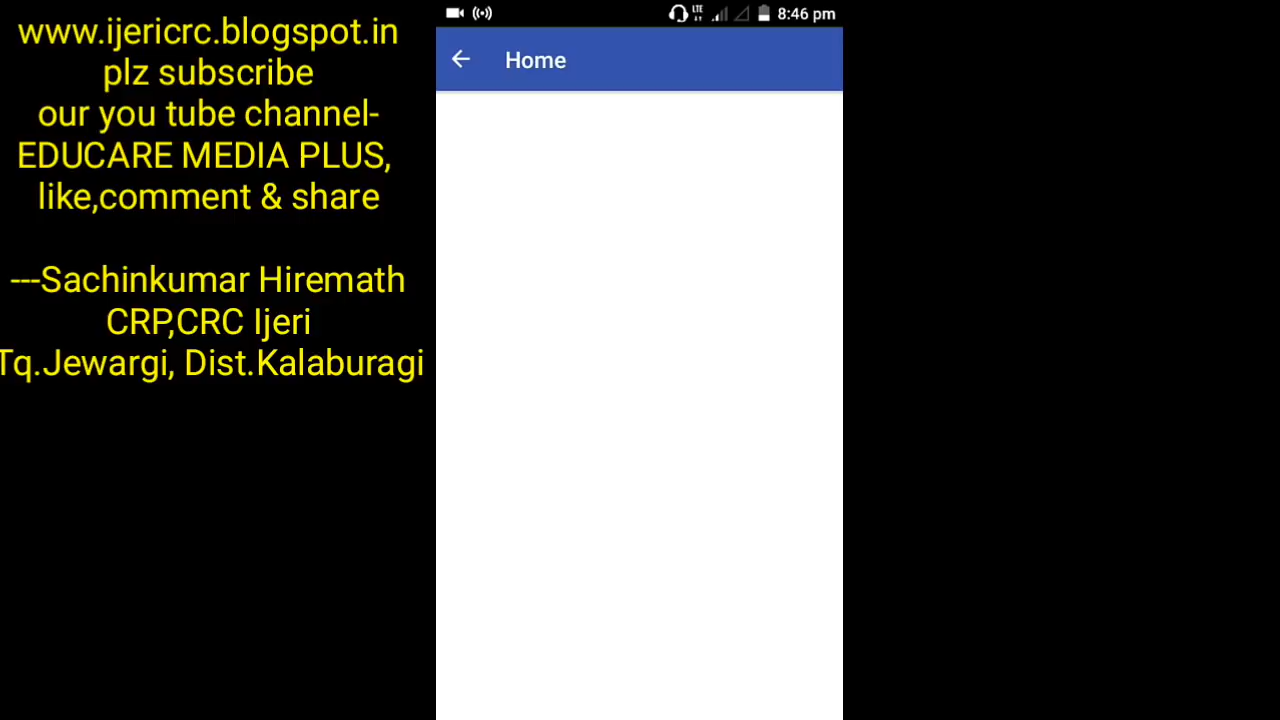 www.ijericrc.blogspot.in
plz subscribe
our you tube channel-
EDUCARE MEDIA PLUS,
like,comment & share
---Sachinkumar Hiremath
CRP,CRC Ijeri
Tq.Jewargi, Dist.Kalaburagi
LTE 8:46 pm
Home